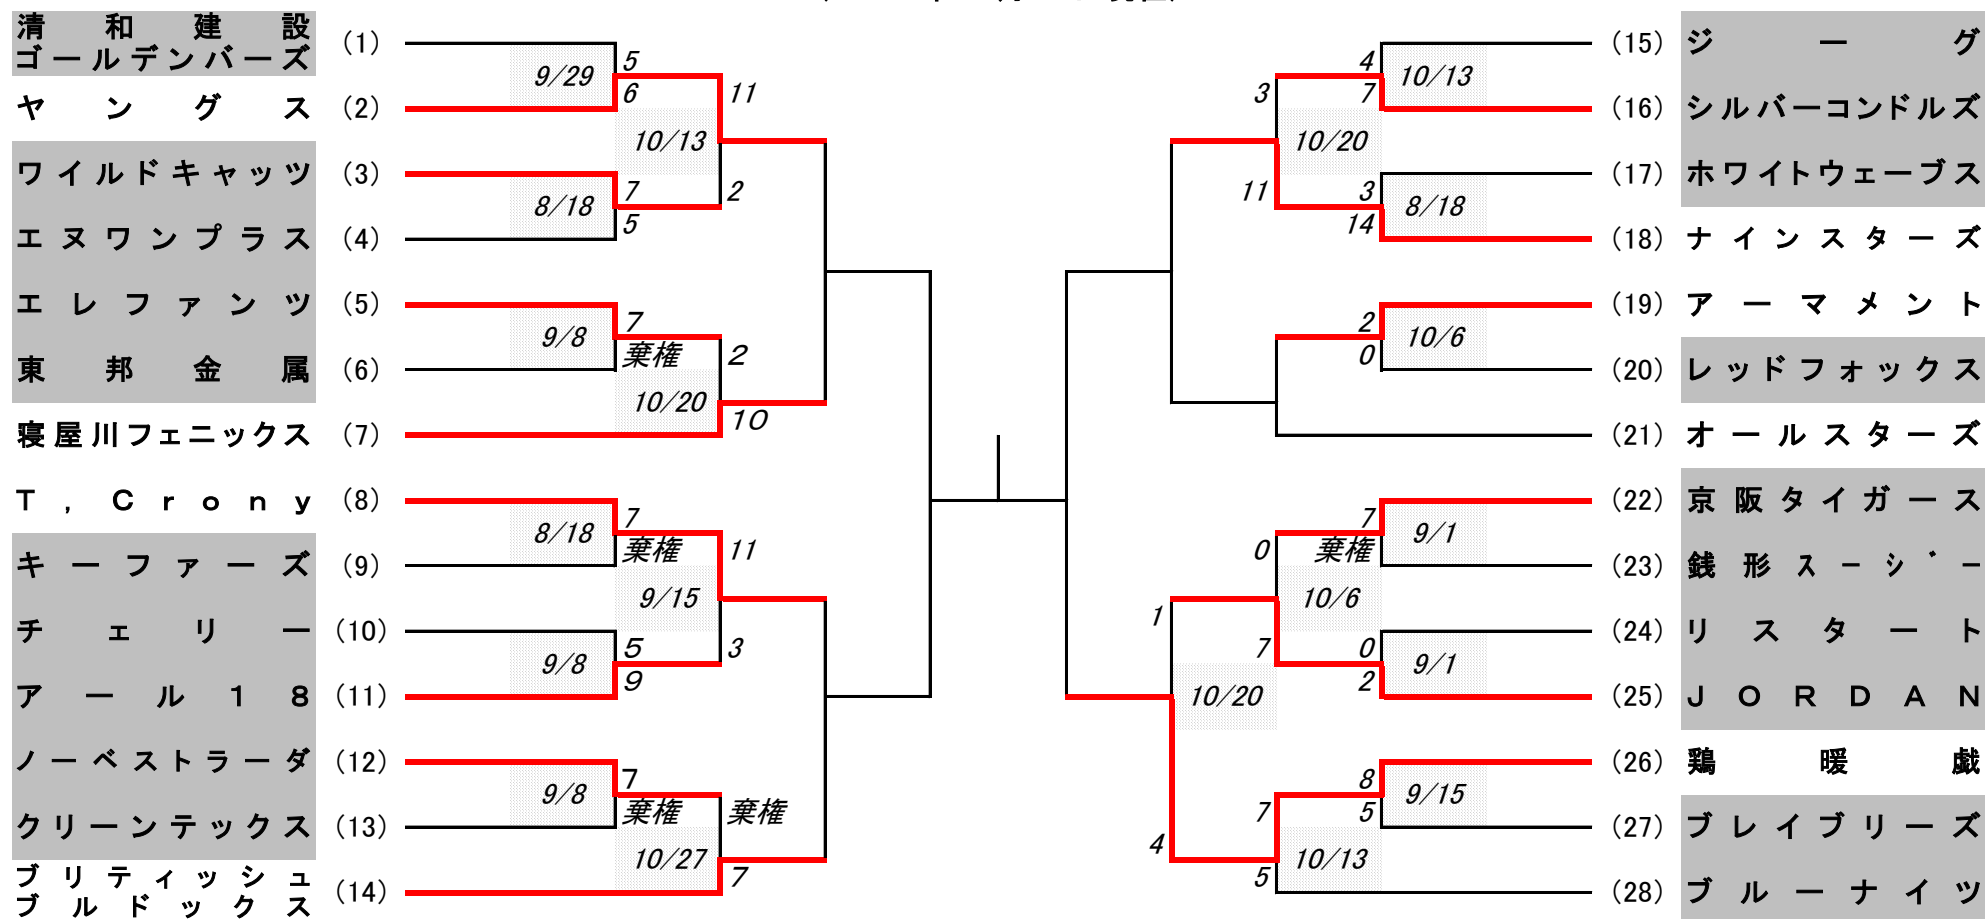 清和建設
ゴールデンバーズ
(1)
ヤングス
(2)
ワイルドキャッツ
(3)
エヌワンプラス
(4)
エレファンツ
(5)
東邦金属
(6)
寝屋川フェニックス
(7)
T,Crony
(8)
キーファーズ
(9)
チェリー
(10)
アール18
(11)
ノーベストラーダ
(12)
クリーンテックス
(13)
ブリティッシュ
ブルドックス
(14)
9/29
5
6
8/18
7
5
10/13
11
2
9/8
7
棄権
10/20
2
10
8/18
7
棄権
9/8
5
9
9/15
11
3
9/8
7
棄権
10/27
棄権
7
(15)
ジーグ
(16)
シルバーコンドルズ
(17)
ホワイトウェーブス
(18)
ナインスターズ
(19)
アーマメント
(20)
レッドフォックス
(21)
オールスターズ
(22)
京阪タイガース
(23)
銭形スージー
(24)
リスタート
(25)
JORDAN
(26)
鶏暖戯
(27)
ブレイブリーズ
(28)
ブルーナイツ
4
7
10/13
3
14
8/18
3
11
10/20
2
0
10/6
7
棄権
9/1
0
2
9/1
0
7
10/6
8
5
9/15
7
5
10/13
1
4
10/20